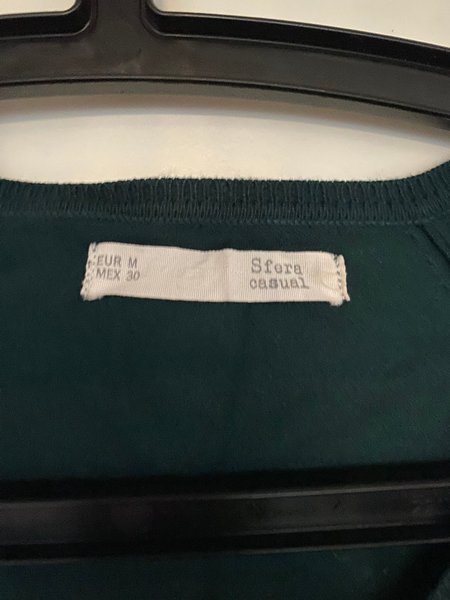 EUR M
MEX 30
Sfera
casual